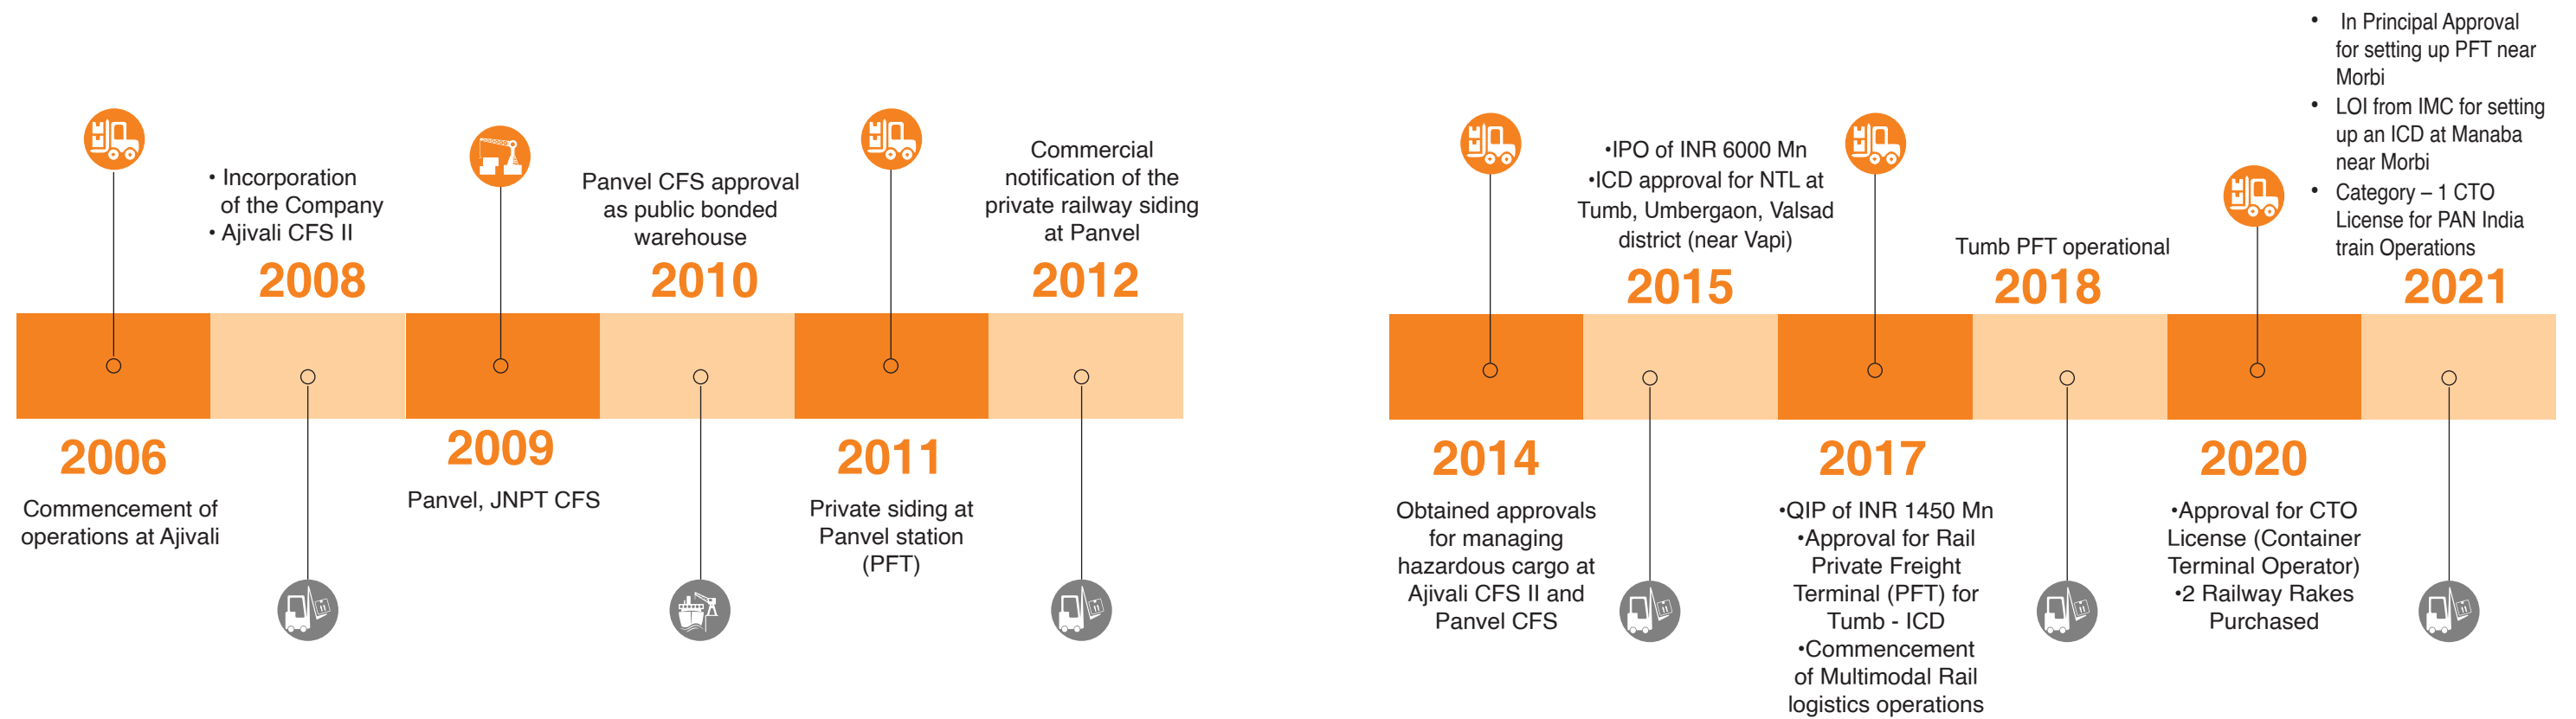 2006
Commencement of
operations at Ajivali
• Incorporation
of the Company
• Ajivali CFS II
2008
2009
Panvel, JNPT CFS
Panvel CFS approval
as public bonded
warehouse
2010
2011
Private siding at
Panvel station
(PFT)
Commercial
notification of the
private railway siding
at Panvel
2012
2014
Obtained approvals
for managing
hazardous cargo at
Ajivali CFS II and
Panvel CFS
•IPO of INR 6000 Mn
•ICD approval for NTL at
Tumb, Umbergaon, Valsad
district (near Vapi)
2015
2017
•QIP of INR 1450 Mn
•Approval for Rail
Private Freight
Terminal (PFT) for
Tumb - ICD
•Commencement
of Multimodal Rail
logistics operations
Tumb PFT operational
2018
2020
•Approval for CTO
License (Container
Terminal Operator)
•2 Railway Rakes
Purchased
• In Principal Approval
for setting up PFT near
Morbi
• LOI from IMC for setting
up an ICD at Manaba
near Morbi
• Category – 1 CTO
License for PAN India
train Operations
2021